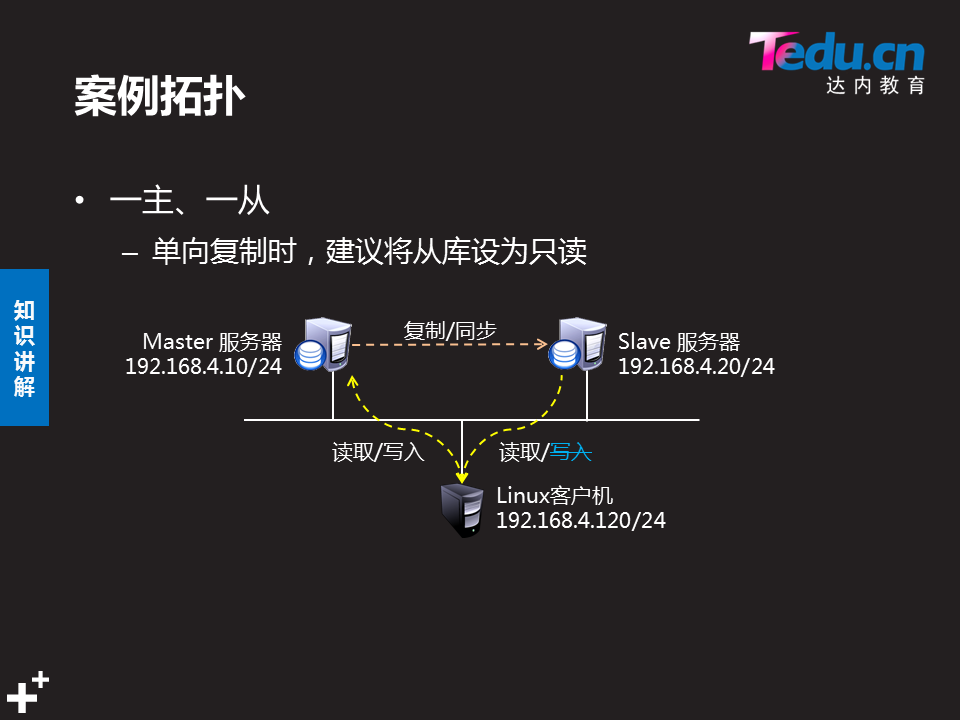 Tedu.cn
达内教育
案例拓扑
• 一主、一从
– 单向复制时，建议将从库设为只读
知识讲解
Master 服务器
192.168.4.10/24
复制/同步
Slave 服务器
192.168.4.20/24
读取/写入
读取/写入
Linux客户机
192.168.4.120/24